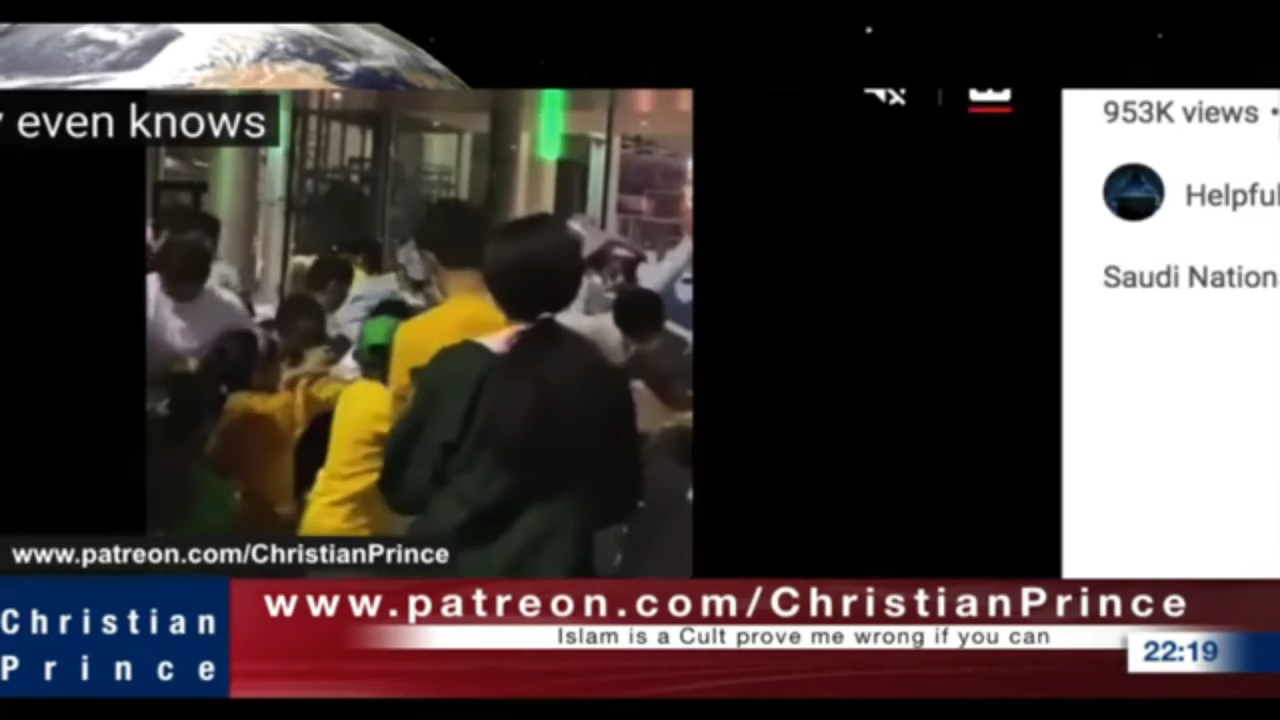 even knows
953K views •
Helpful
Saudi Nation
www.patreon.com/ChristianPrince
www.patreon.com/ChristianPrince
Christian
Prince
Islam is a Cult prove me wrong if you can
22:19